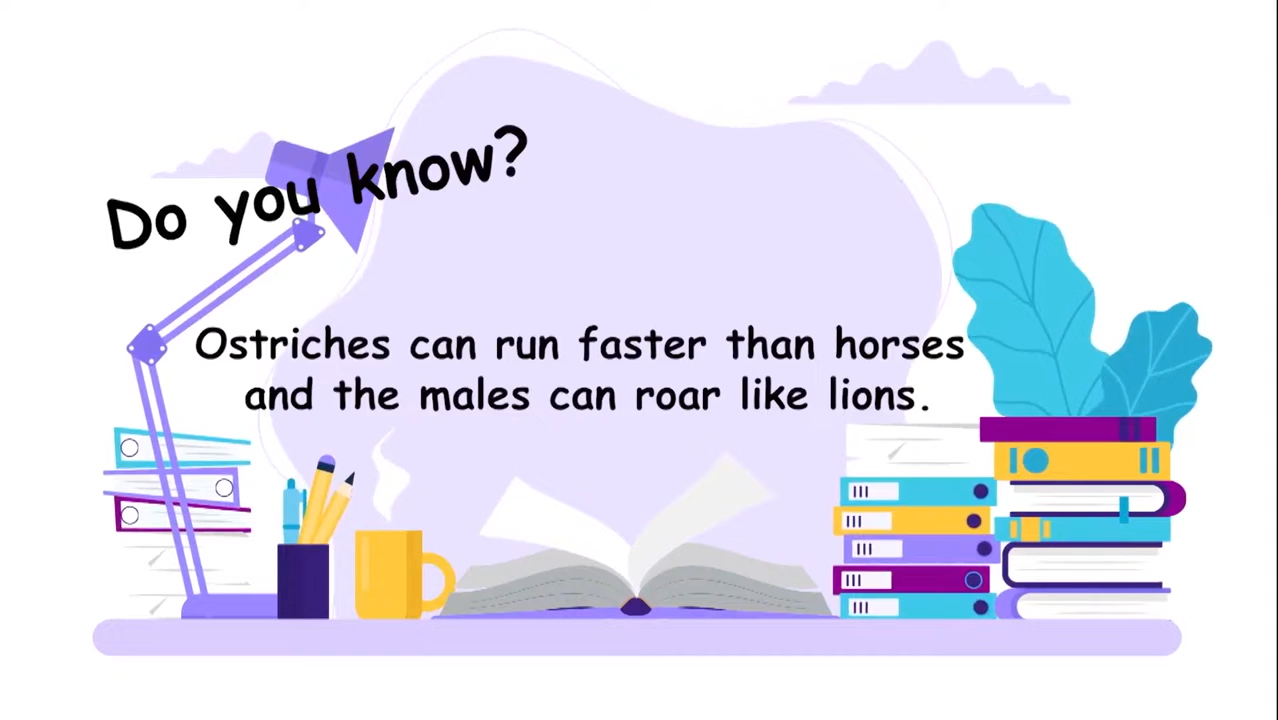 Do you know?
Ostriches can run faster than horses
and the males can roar like lions.